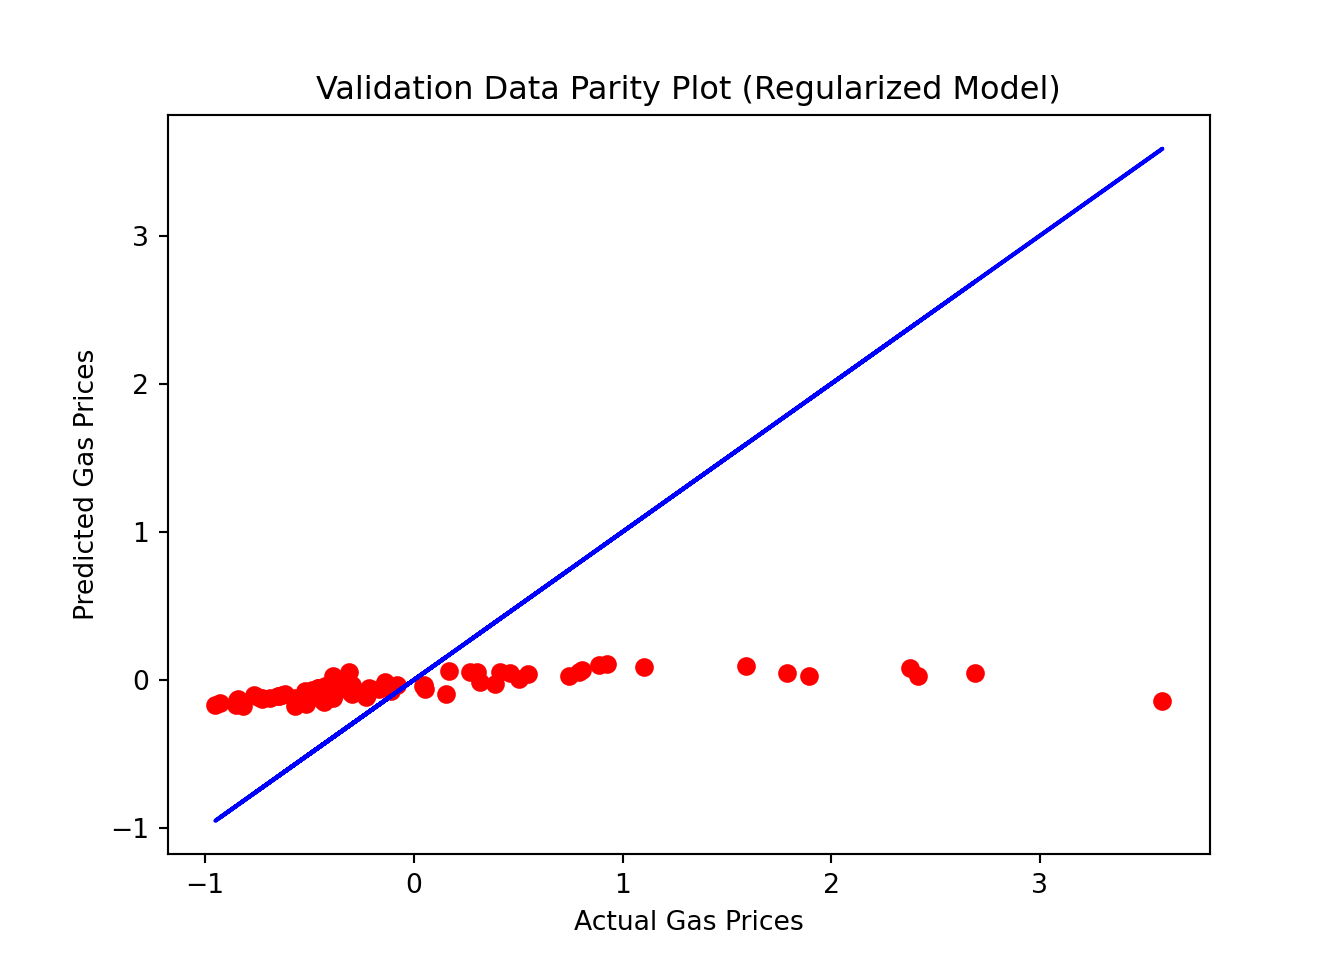 Validation Data Parity Plot (Regularized Model)
3
2
1
0
−1
Predicted Gas Prices
−1 0 1 2 3
Actual Gas Prices